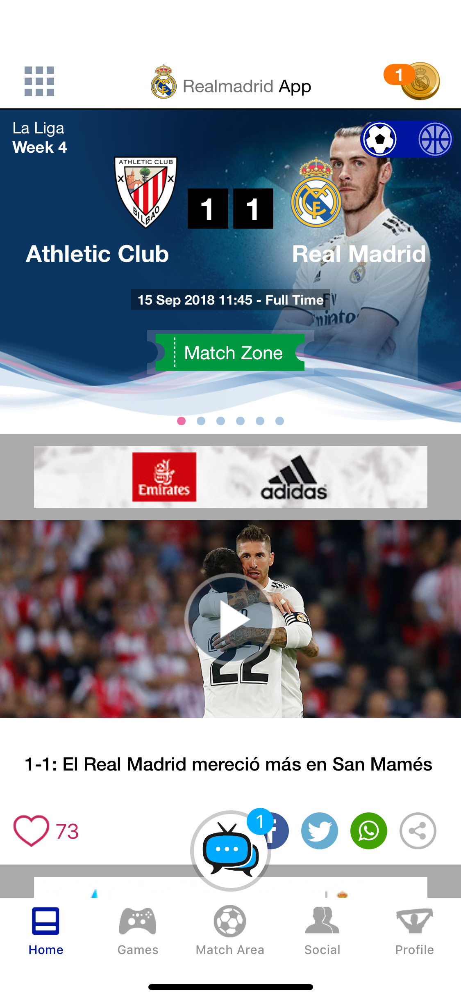 1
Realmadrid App
La Liga
Week 4
ATHLETIC CLUB
BILBAO
1 1
Athletic Club
Real Madrid
Fly
Emirates
15 Sep 2018 11:45 - Full Time
Match Zone
Emirates
adidas
22
1-1: El Real Madrid mereció más en San Mamés
73
1
f
Home
Games
Match Area
Social
Profile